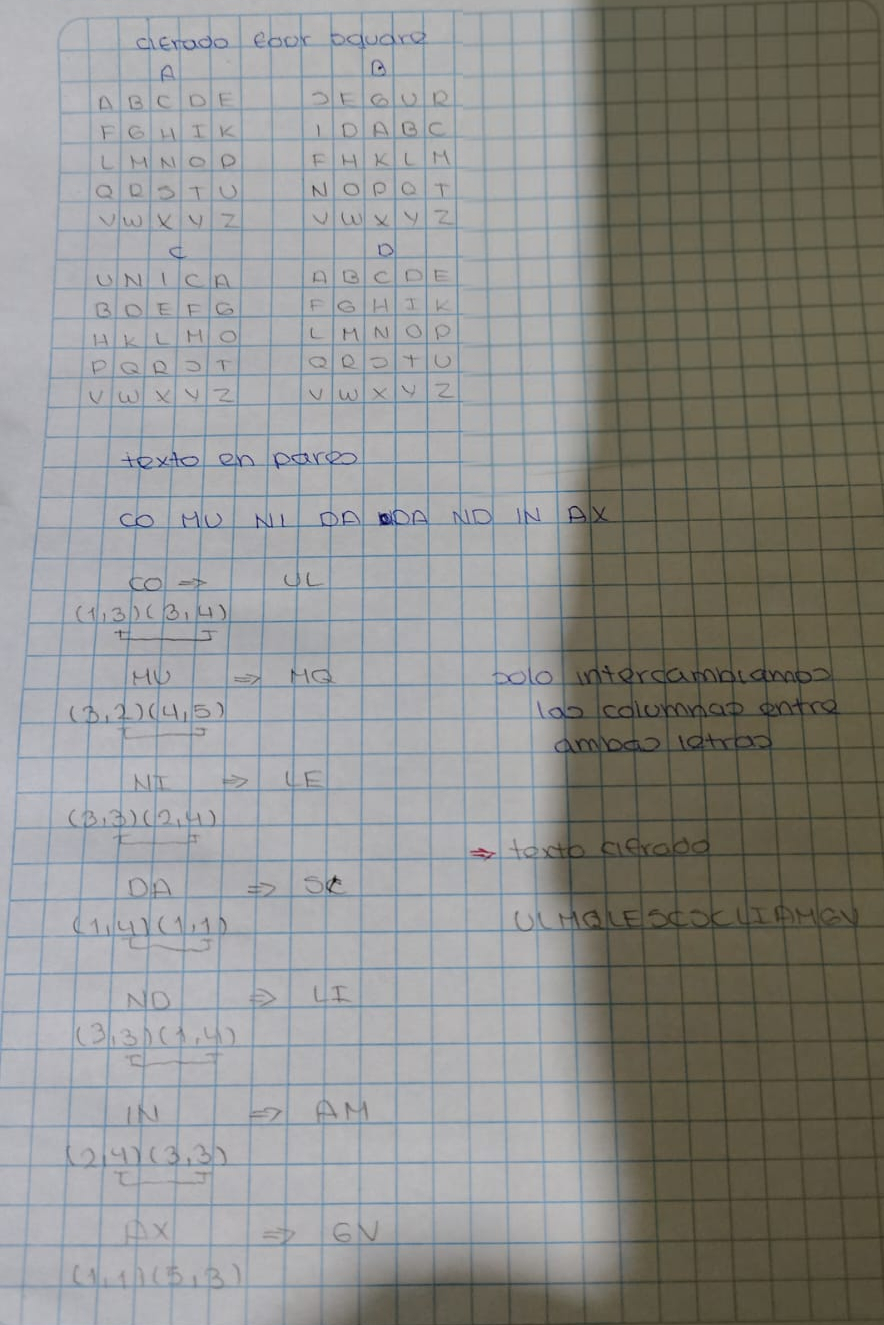 cifrado four square
A B
A B C D E S E G U R
F G H I K I D A B C
L M N O P F H K L M
Q R S T U N O P Q T
V W X Y Z V W X Y Z
C D
U N I C A A B C D E
B D E F G F G H I K
H K L M O L M N O P
P Q R S T Q R S T U
V W X Y Z V W X Y Z
texto en pares
CO MU NI DA DA ND IN AX
CO ⇒ UL
(1,3)(3,4)
MU ⇒ MQ
(3,2)(4,5)
solo intercambiamos
las columnas entre
ambas letras
NI ⇒ LE
(3,3)(2,4)
⇒ texto cifrado
DA ⇒ SC
(1,4)(1,1)
ULMQLESCSCLIAMGV
ND ⇒ LI
(3,3)(1,4)
IN ⇒ AM
(2,4)(3,3)
AX ⇒ GV
(1,1)(5,3)